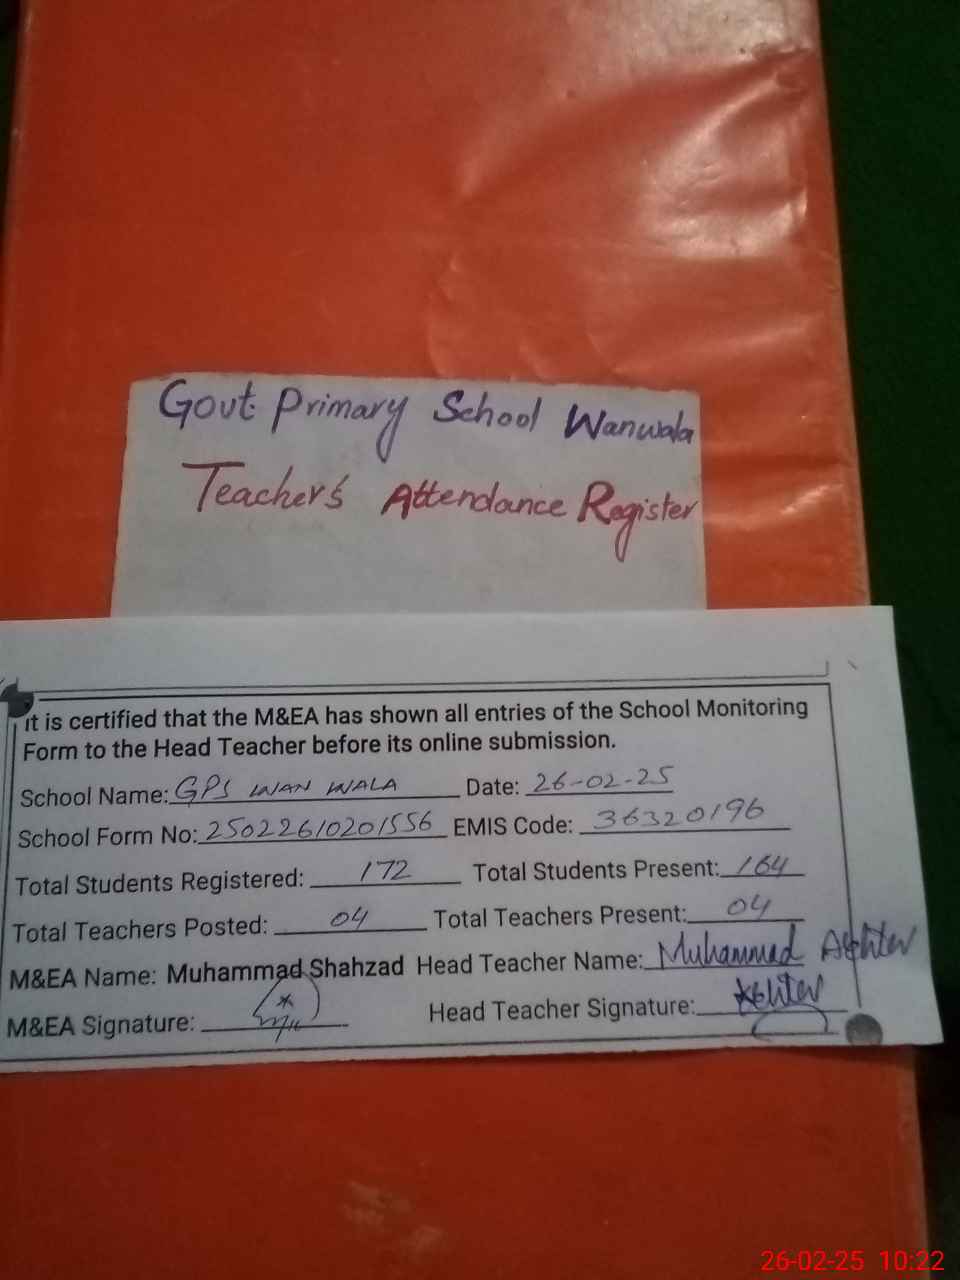 Govt Primary School Wanwala
Teacher's Attendance Register
It is certified that the M&EA has shown all entries of the School Monitoring
Form to the Head Teacher before its online submission.
School Name: GPS WAN WALA Date: 26-02-25
School Form No: 25022610201556 EMIS Code: 36320196
Total Students Registered: 172 Total Students Present: 164
Total Teachers Posted: 04 Total Teachers Present: 04
M&EA Name: Muhammad Shahzad Head Teacher Name: Muhammad Akhter
M&EA Signature: Head Teacher Signature: Akhter
26-02-25 10:22